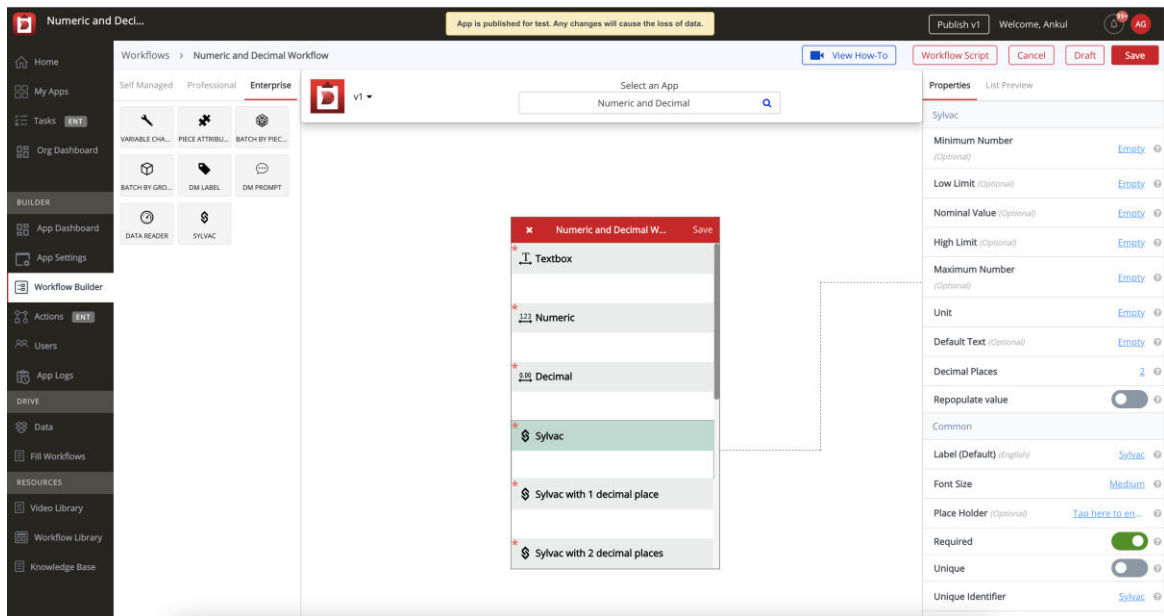 Numeric and Deci...
App is published for test. Any changes will cause the loss of data.
Publish v1
Welcome, Ankul
99+
AG
Home
My Apps
Tasks ENT
Org Dashboard
BUILDER
App Dashboard
App Settings
Workflow Builder
Actions ENT
Users
App Logs
DRIVE
Data
Fill Workflows
RESOURCES
Video Library
Workflow Library
Knowledge Base
Workflows > Numeric and Decimal Workflow
View How-To
Workflow Script
Cancel
Draft
Save
Self Managed
Professional
Enterprise
VARIABLE CHA...
PIECE ATTRIBU...
BATCH BY PIEC...
BATCH BY GRO...
DM LABEL
DM PROMPT
DATA READER
SYLVAC
v1
Select an App
Numeric and Decimal
Numeric and Decimal W...
Save
* T Textbox
* 123 Numeric
* 0.00 Decimal
* Sylvac
* Sylvac with 1 decimal place
* Sylvac with 2 decimal places
Properties
List Preview
Sylvac
Minimum Number
(Optional)
Empty
Low Limit (Optional) Empty
Nominal Value (Optional) Empty
High Limit (Optional) Empty
Maximum Number
(Optional)
Empty
Unit Empty
Default Text (Optional) Empty
Decimal Places 2
Repopulate value
Common
Label (Default) (English) Sylvac
Font Size Medium
Place Holder (Optional) Tap here to en...
Required
Unique
Unique Identifier Sylvac